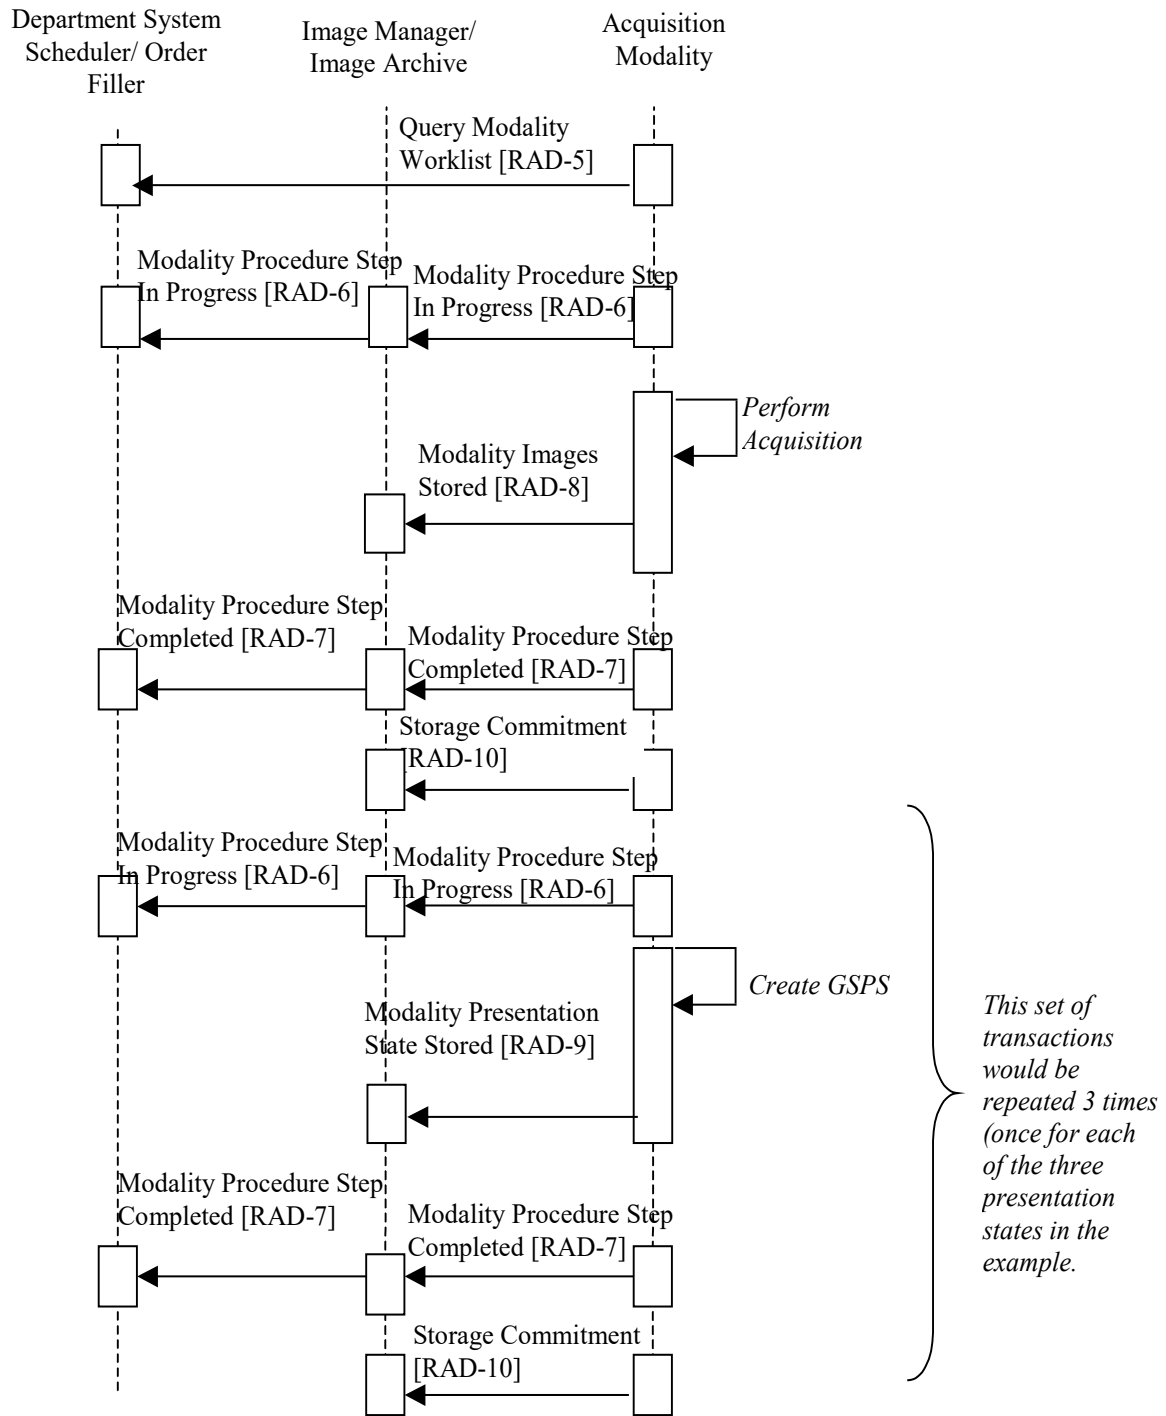 Department System
Scheduler/ Order
Filler
Image Manager/
Image Archive
Acquisition
Modality
Query Modality
Worklist [RAD-5]
Modality Procedure Step
In Progress [RAD-6]
Modality Procedure Step
In Progress [RAD-6]
Perform
Acquisition
Modality Images
Stored [RAD-8]
Modality Procedure Step
Completed [RAD-7]
Modality Procedure Step
Completed [RAD-7]
Storage Commitment
[RAD-10]
Modality Procedure Step
In Progress [RAD-6]
Modality Procedure Step
In Progress [RAD-6]
Create GSPS
Modality Presentation
State Stored [RAD-9]
This set of
transactions
would be
repeated 3 times
(once for each
of the three
presentation
states in the
example.
Modality Procedure Step
Completed [RAD-7]
Modality Procedure Step
Completed [RAD-7]
Storage Commitment
[RAD-10]